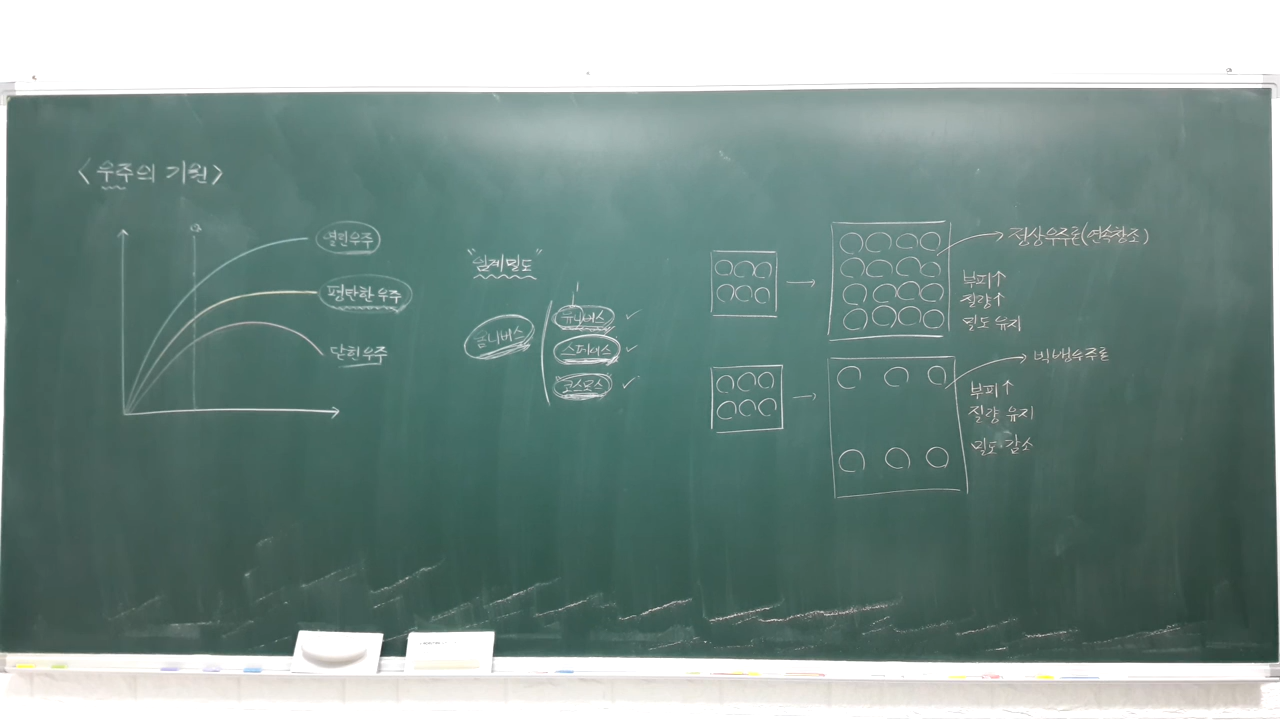 <우주의 기원>
열린우주
평탄한 우주
닫힌우주
"임계밀도"
옴니버스
유니버스
스페이스
코스모스
정상우주론(연속창조)
부피↑
질량↑
밀도 유지
빅뱅우주론
부피↑
질량 유지
밀도 감소